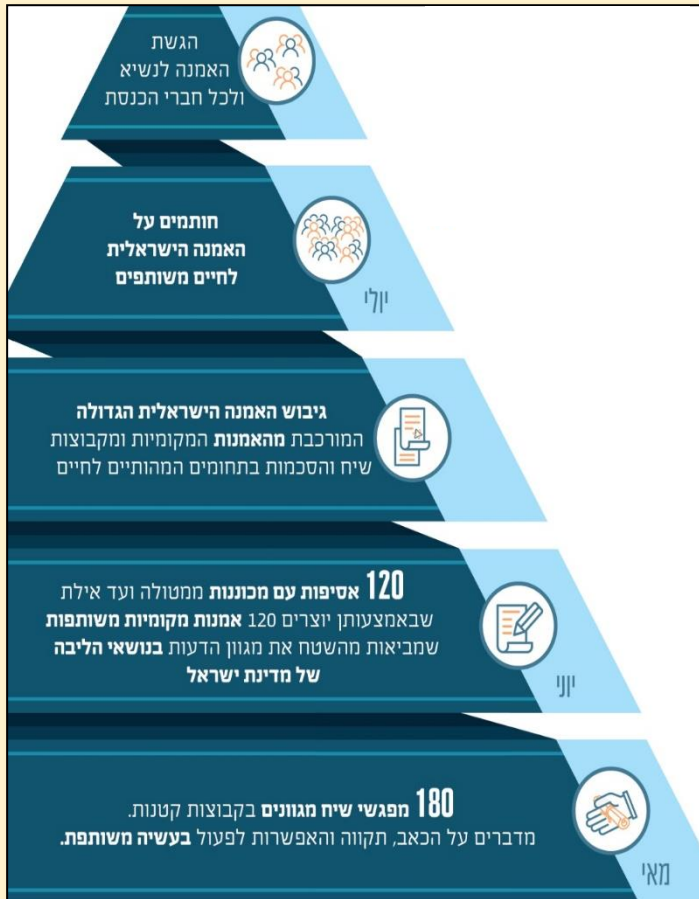 הגשת
האמנה לנשיא
ולכל חברי הכנסת
חותמים על
האמנה הישראלית
לחיים משותפים
יולי
גיבוש האמנה הישראלית הגדולה
המורכבת מהאמנות המקומיות ומקבוצות
שיח והסכמות בתחומים המהותיים לחיים
120 אסיפות עם מכוננות ממטולה ועד אילת
שבאמצעותן יוצרים 120 אמנות מקומיות משותפות
שמביאות מהשטח את מגוון הדעות בנושאי הליבה
של מדינת ישראל
יוני
180 מפגשי שיח מגוונים בקבוצות קטנות.
מדברים על הכאב, תקווה והאפשרות לפעול בעשיה משותפת.
מאי